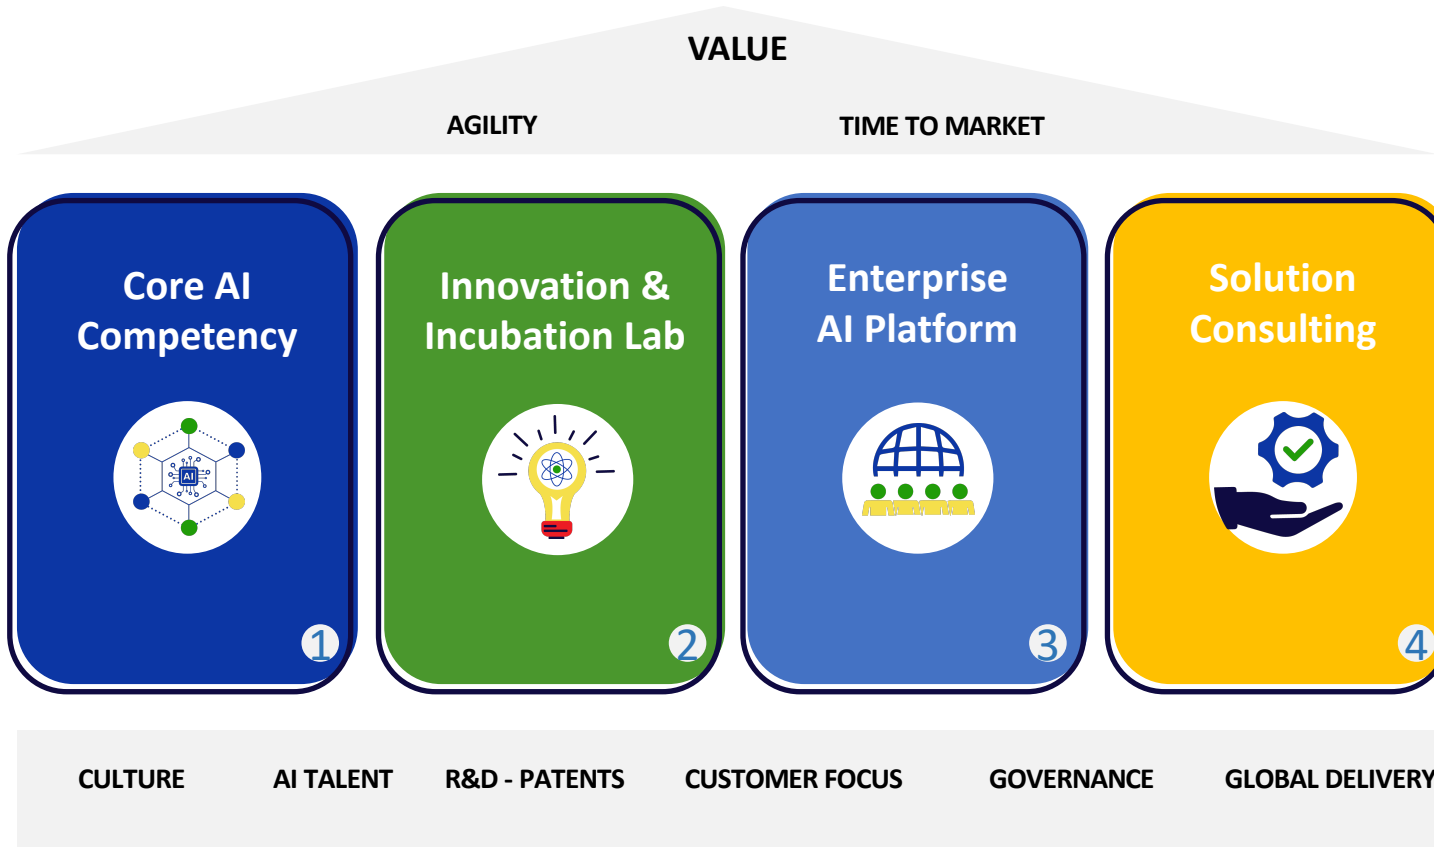 VALUE
AGILITY TIME TO MARKET
Core AI
Competency
AI
1
Innovation &
Incubation Lab
2
Enterprise
AI Platform
3
Solution
Consulting
4
CULTURE AI TALENT R&D - PATENTS CUSTOMER FOCUS GOVERNANCE GLOBAL DELIVERY